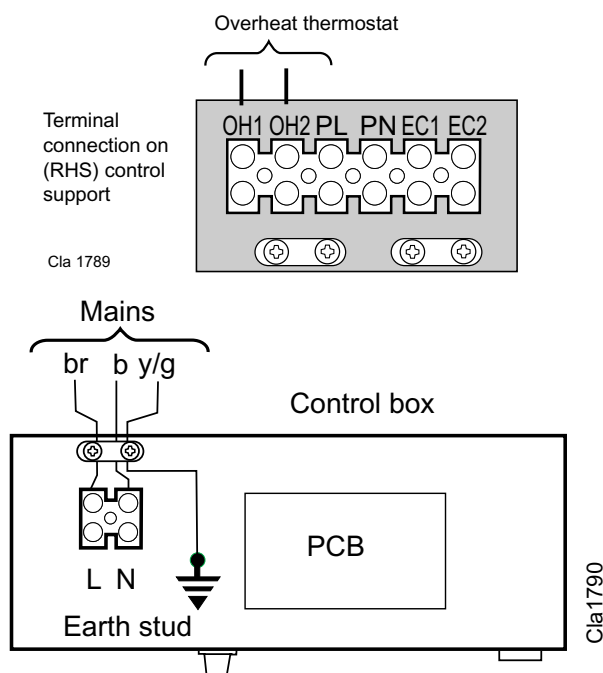 Overheat thermostat
Terminal
connection on
(RHS) control
support
OH1 OH2 PL PN EC1 EC2
Cla 1789
Mains
br b y/g
Control box
PCB
L N
Earth stud
Cla1790